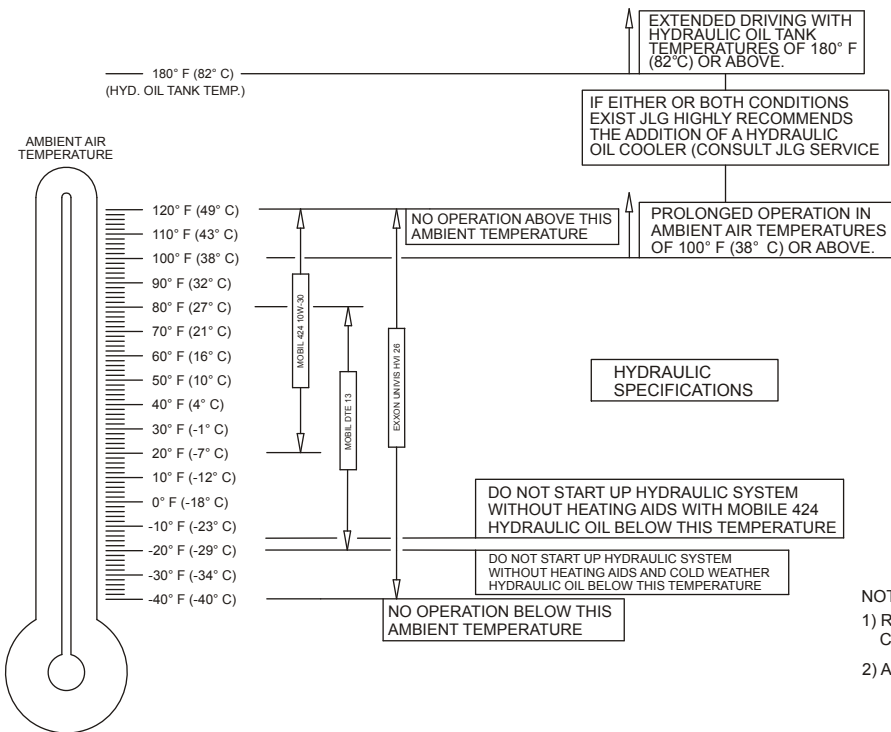 EXTENDED DRIVING WITH
HYDRAULIC OIL TANK
TEMPERATURES OF 180° F
(82°C) OR ABOVE.
180° F (82° C)
(HYD. OIL TANK TEMP.)
IF EITHER OR BOTH CONDITIONS
EXIST JLG HIGHLY RECOMMENDS
THE ADDITION OF A HYDRAULIC
OIL COOLER (CONSULT JLG SERVICE
AMBIENT AIR
TEMPERATURE
120° F (49° C)
110° F (43° C)
100° F (38° C)
90° F (32° C)
80° F (27° C)
70° F (21° C)
60° F (16° C)
50° F (10° C)
40° F (4° C)
30° F (-1° C)
20° F (-7° C)
10° F (-12° C)
0° F (-18° C)
-10° F (-23° C)
-20° F (-29° C)
-30° F (-34° C)
-40° F (-40° C)
MOBIL 424 10W-30
MOBIL DTE 13
EXXON UNIVIS HVI 26
NO OPERATION ABOVE THIS
AMBIENT TEMPERATURE
PROLONGED OPERATION IN
AMBIENT AIR TEMPERATURES
OF 100° F (38° C) OR ABOVE.
HYDRAULIC
SPECIFICATIONS
DO NOT START UP HYDRAULIC SYSTEM
WITHOUT HEATING AIDS WITH MOBILE 424
HYDRAULIC OIL BELOW THIS TEMPERATURE
DO NOT START UP HYDRAULIC SYSTEM
WITHOUT HEATING AIDS AND COLD WEATHER
HYDRAULIC OIL BELOW THIS TEMPERATURE
NO OPERATION BELOW THIS
AMBIENT TEMPERATURE
NOT
1) R
C
2) A